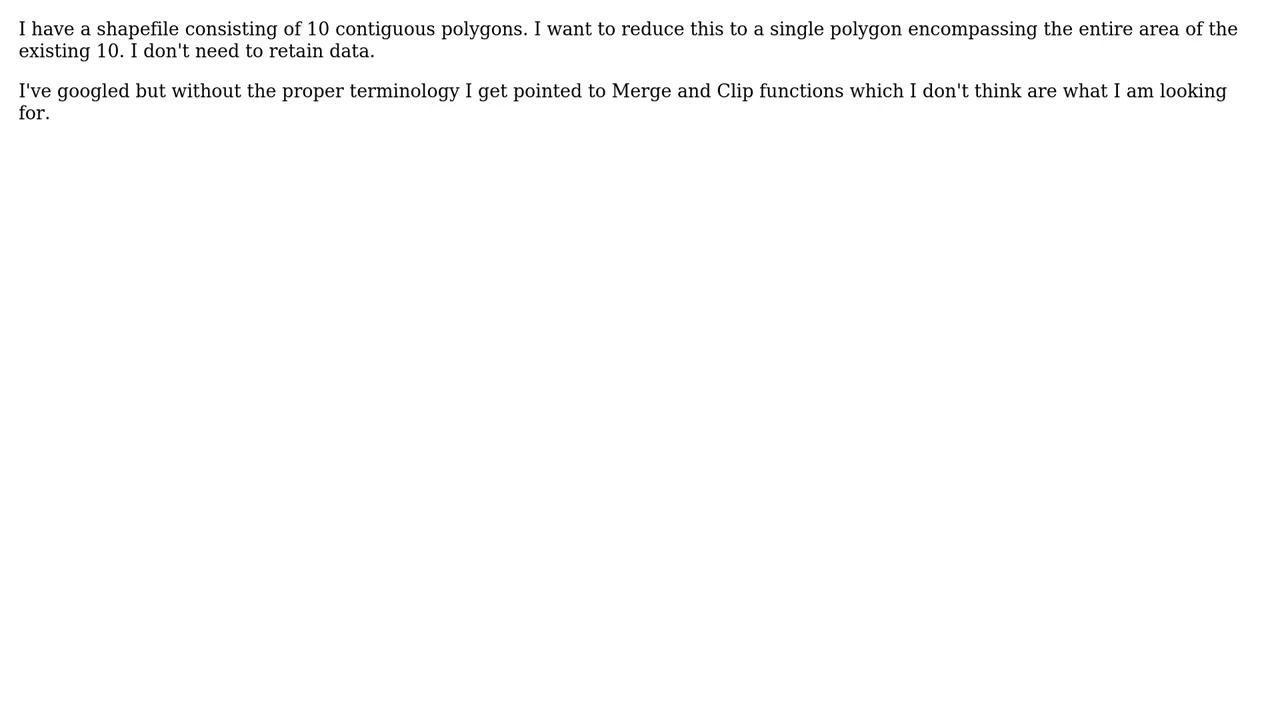 I have a shapefile consisting of 10 contiguous polygons. I want to reduce this to a single polygon encompassing the entire area of the
existing 10. I don't need to retain data.
I've googled but without the proper terminology I get pointed to Merge and Clip functions which I don't think are what I am looking
for.